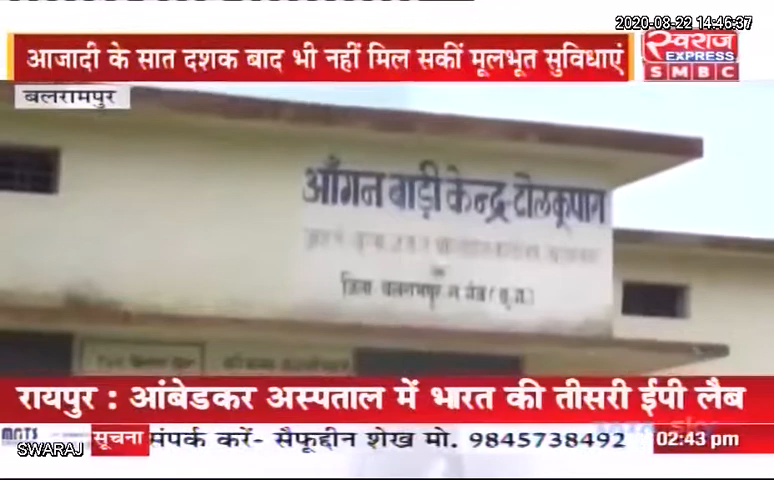 2020-08-22 14:46:37
आजादी के सात दशक बाद भी नहीं मिल सकीं मूलभूत सुविधाएं
स्वराज
EXPRESS
SMBC
बलरामपुर
आँगन बाड़ी केन्द्र-टोलकूपाग
जिला बलरामपुर
रायपुर : आंबेडकर अस्पताल में भारत की तीसरी ईपी लैब
सूचना संपर्क करें- सैफूद्दीन शेख मो. 9845738492
02:43 pm
SWARAJ